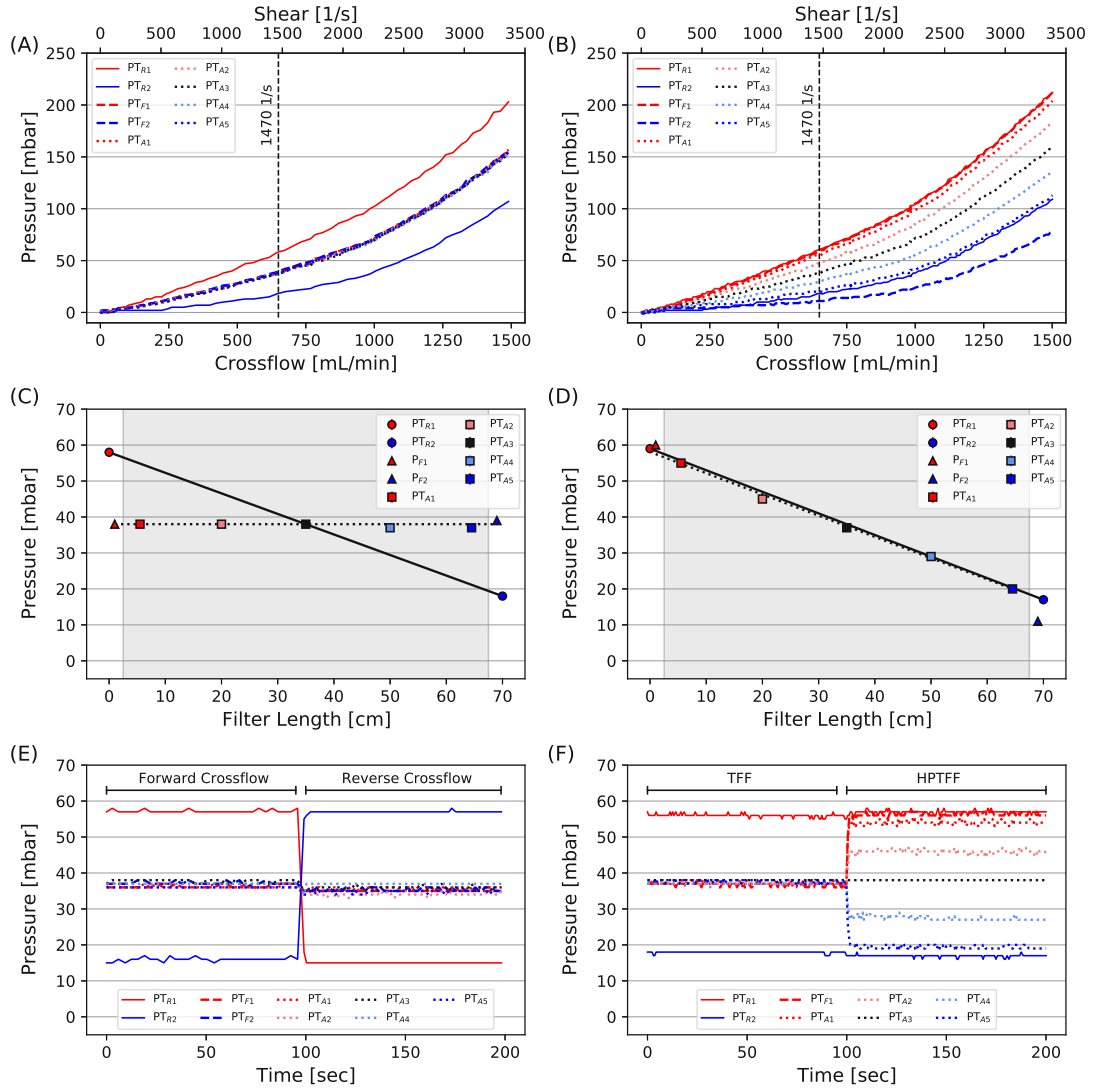 Shear [1/s]
0 500 1000 1500 2000 2500 3000 3500
(A)
250
200
150
100
50
0
Pressure [mbar]
PT_R1 PT_A2
PT_R2 PT_A3
PT_F1 PT_A4
PT_F2 PT_A5
PT_A1
1470 1/s
0 250 500 750 1000 1250 1500
Crossflow [mL/min]
Shear [1/s]
0 500 1000 1500 2000 2500 3000 3500
(B)
250
200
150
100
50
0
Pressure [mbar]
PT_R1 PT_A2
PT_R2 PT_A3
PT_F1 PT_A4
PT_F2 PT_A5
PT_A1
1470 1/s
0 250 500 750 1000 1250 1500
Crossflow [mL/min]
(C)
70
60
50
40
30
20
10
0
Pressure [mbar]
PT_R1 PT_A2
PT_R2 PT_A3
P_F1 PT_A4
P_F2 PT_A5
PT_A1
0 10 20 30 40 50 60 70
Filter Length [cm]
(D)
70
60
50
40
30
20
10
0
Pressure [mbar]
PT_R1 PT_A2
PT_R2 PT_A3
P_F1 PT_A4
P_F2 PT_A5
PT_A1
0 10 20 30 40 50 60 70
Filter Length [cm]
(E)
70
60
50
40
30
20
10
0
Pressure [mbar]
Forward Crossflow Reverse Crossflow
PT_R1 PT_F1 PT_A1 PT_A3 PT_A5
PT_R2 PT_F2 PT_A2 PT_A4
0 50 100 150 200
Time [sec]
(F)
70
60
50
40
30
20
10
0
Pressure [mbar]
TFF HPTFF
PT_R1 PT_F1 PT_A2 PT_A4
PT_R2 PT_A1 PT_A3 PT_A5
0 50 100 150 200
Time [sec]